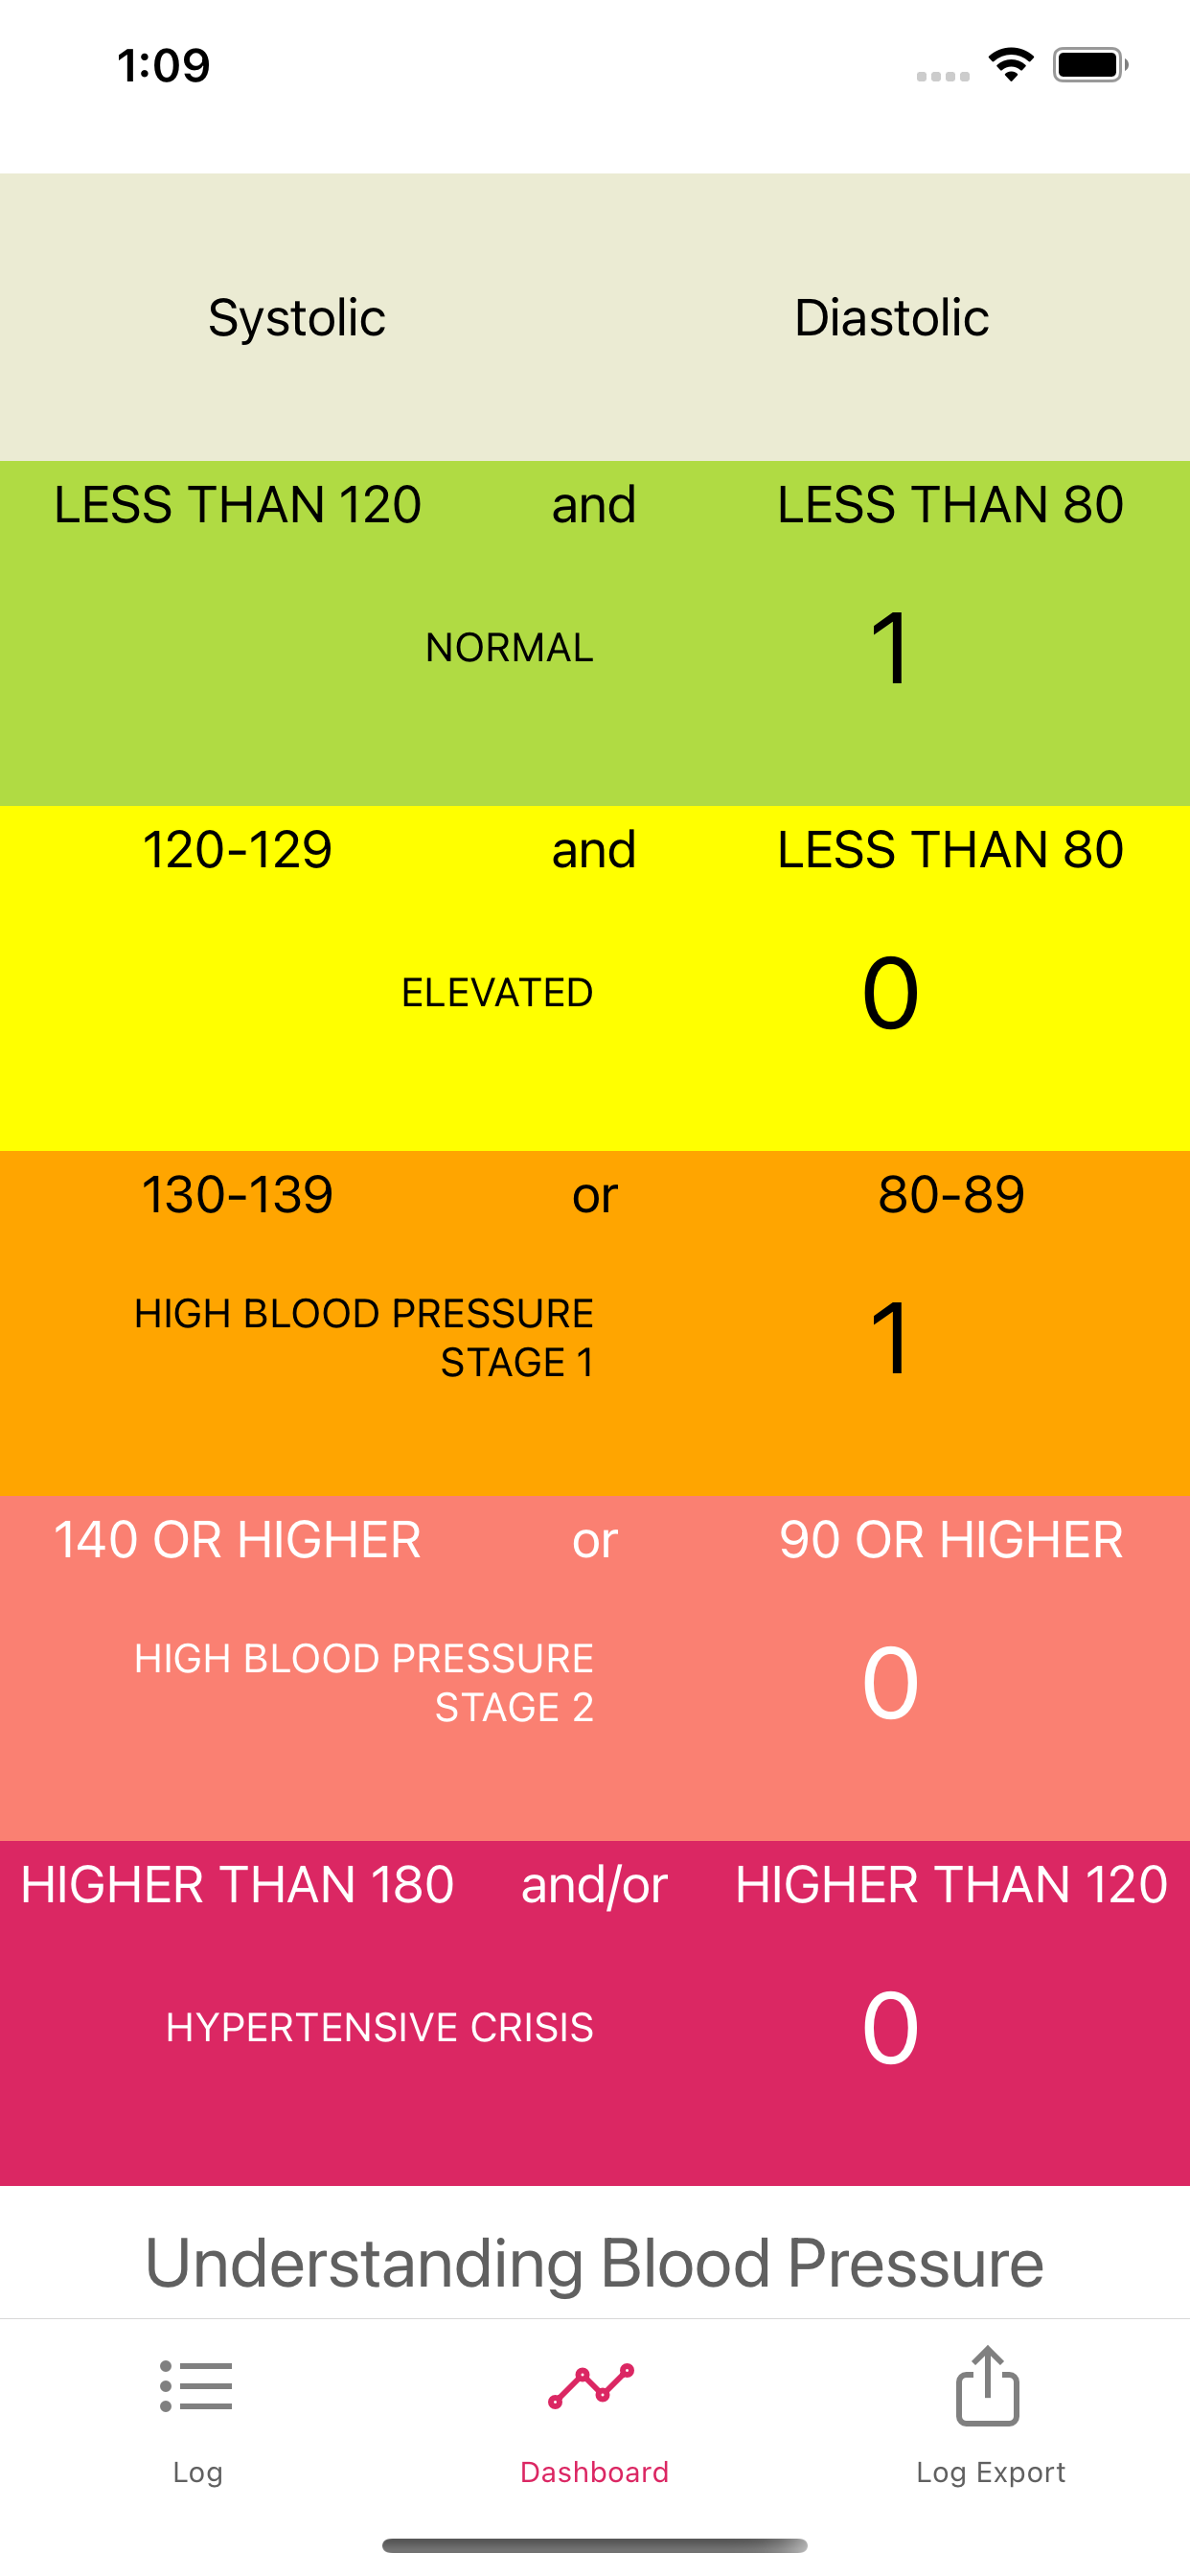 1:09
Systolic Diastolic
LESS THAN 120 and LESS THAN 80
NORMAL 1
120-129 and LESS THAN 80
ELEVATED 0
130-139 or 80-89
HIGH BLOOD PRESSURE
STAGE 1
1
140 OR HIGHER or 90 OR HIGHER
HIGH BLOOD PRESSURE
STAGE 2
0
HIGHER THAN 180 and/or HIGHER THAN 120
HYPERTENSIVE CRISIS 0
Understanding Blood Pressure
Log Dashboard Log Export